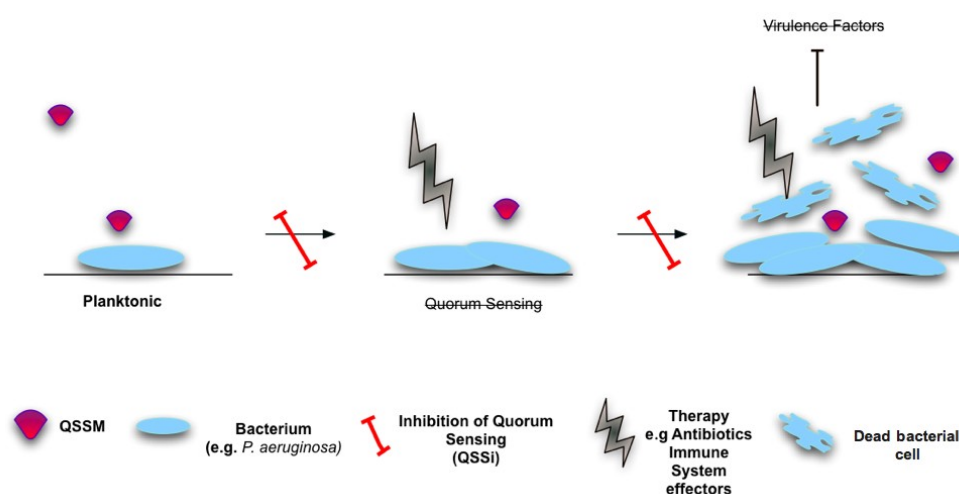 Virulence Factors
Planktonic
Quorum Sensing
QSSM
Bacterium
(e.g. P. aeruginosa)
Inhibition of Quorum
Sensing
(QSSi)
Therapy
e.g Antibiotics
Immune
System
effectors
Dead bacterial
cell